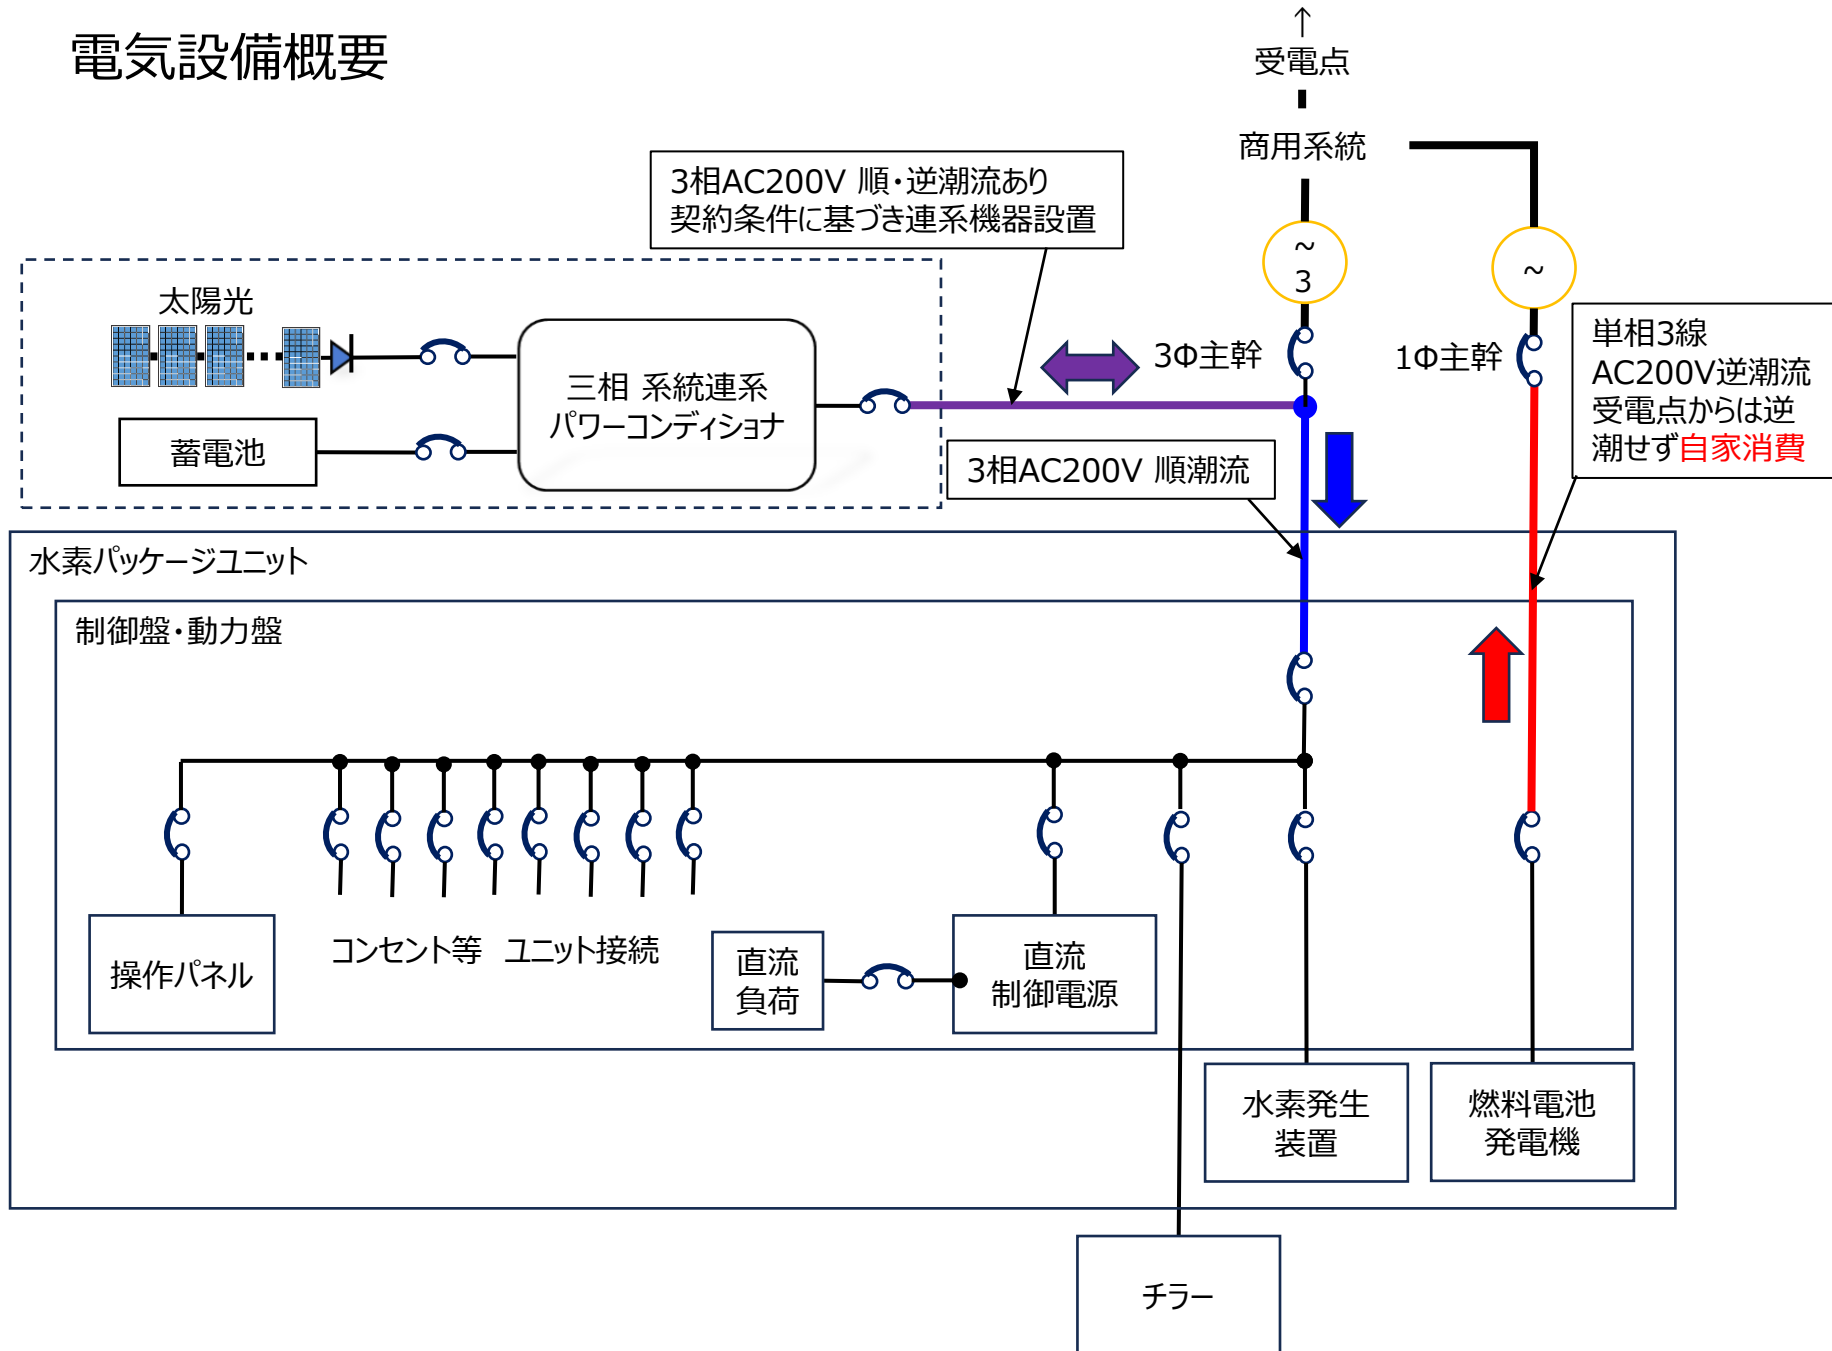 電気設備概要
↑
受電点
商用系統
3相AC200V 順・逆潮流あり
契約条件に基づき連系機器設置
~
3
~
太陽光
三相 系統連系
パワーコンディショナ
蓄電池
3Φ主幹
1Φ主幹
単相3線
AC200V逆潮流
受電点からは逆
潮せず自家消費
3相AC200V 順潮流
水素パッケージユニット
制御盤・動力盤
操作パネル
コンセント等 ユニット接続
直流
負荷
直流
制御電源
水素発生
装置
燃料電池
発電機
チラー